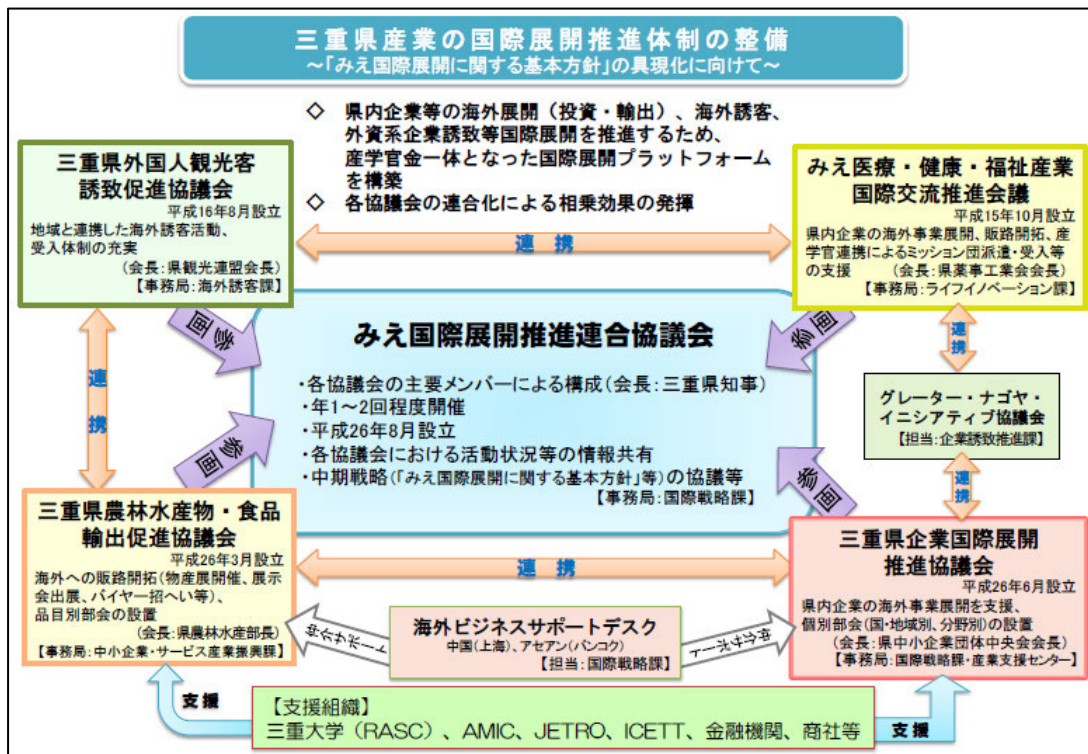 三重県産業の国際展開推進体制の整備
～「みえ国際展開に関する基本方針」の具現化に向けて～
◇ 県内企業等の海外展開（投資・輸出）、海外誘客、
外資系企業誘致等国際展開を推進するため、
産学官金一体となった国際展開プラットフォーム
を構築
◇ 各協議会の連合化による相乗効果の発揮
三重県外国人観光客
誘致促進協議会
平成16年8月設立
地域と連携した海外誘客活動、
受入体制の充実
（会長：県観光連盟会長）
【事務局：海外誘客課】
みえ医療・健康・福祉産業
国際交流推進会議
平成15年10月設立
県内企業の海外事業展開、販路開拓、産
学官連携によるミッション団派遣・受入等
の支援 （会長：県薬事工業会会長）
【事務局：ライフイノベーション課】
連 携
参画
参画
連 携
連携
みえ国際展開推進連合協議会
・各協議会の主要メンバーによる構成（会長：三重県知事）
・年1～2回程度開催
・平成26年8月設立
・各協議会における活動状況等の情報共有
・中期戦略（「みえ国際展開に関する基本方針」等）の協議等
【事務局：国際戦略課】
グレーター・ナゴヤ・
イニシアティブ協議会
【担当：企業誘致推進課】
参画
参画
連携
三重県農林水産物・食品
輸出促進協議会
平成26年3月設立
海外への販路開拓（物産展開催、展示
会出展、バイヤー招へい等）、
品目別部会の設置
（会長：県農林水産部長）
【事務局：中小企業・サービス産業振興課】
連 携
三重県企業国際展開
推進協議会
平成26年6月設立
県内企業の海外事業展開を支援、
個別部会（国・地域別、分野別）の設置
（会長：県中小企業団体中央会会長）
【事務局：国際戦略課・産業支援センター】
サポート
海外ビジネスサポートデスク
中国（上海）、アセアン（バンコク）
【担当：国際戦略課】
サポート
支援
【支援組織】
三重大学（RASC）、AMIC、JETRO、ICETT、金融機関、商社等
支援